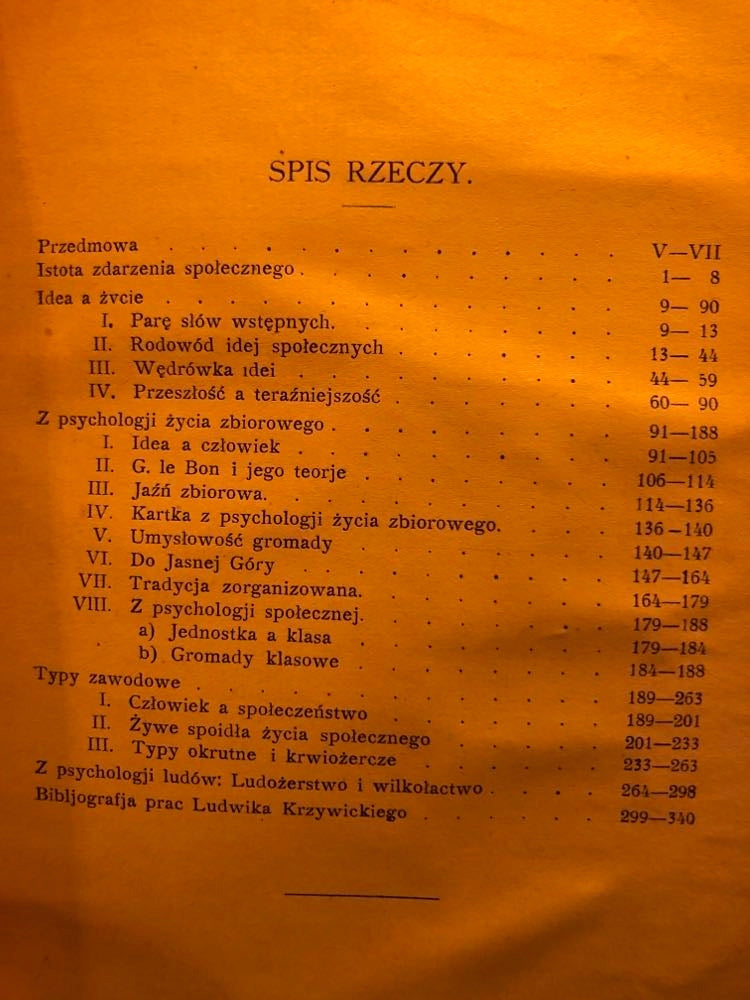 SPIS RZECZY.
Przedmowa . . . . . . . . . . . . . . V—VII
Istota zdarzenia społecznego . . . . . . . . . . 1— 8
Idea a życie . . . . . . . . . . . . . . 9— 90
I. Parę słów wstępnych. . . . . . . . . . 9— 13
II. Rodowód idej społecznych . . . . . . . 13— 44
III. Wędrówka idei . . . . . . . . . . 44— 59
IV. Przeszłość a teraźniejszość . . . . . . . 60— 90
Z psychologji życia zbiorowego . . . . . . . . . 91—188
I. Idea a człowiek . . . . . . . . . . 91—105
II. G. le Bon i jego teorje . . . . . . . . 106—114
III. Jaźń zbiorowa. . . . . . . . . . . 114—136
IV. Kartka z psychologji życia zbiorowego. . . . 136—140
V. Umysłowość gromady . . . . . . . . 140—147
VI. Do Jasnej Góry . . . . . . . . . . 147—164
VII. Tradycja zorganizowana. . . . . . . . 164—179
VIII. Z psychologji społecznej. . . . . . . . 179—188
a) Jednostka a klasa . . . . . . . . 179—184
b) Gromady klasowe . . . . . . . . 184—188
Typy zawodowe . . . . . . . . . . . . . 189—263
I. Człowiek a społeczeństwo . . . . . . . 189—201
II. Żywe spoidła życia społecznego . . . . . 201—233
III. Typy okrutne i krwiożercze . . . . . . 233—263
Z psychologji ludów: Ludożerstwo i wilkołactwo . . . . 264—298
Bibljografja prac Ludwika Krzywickiego . . . . . . 299—340